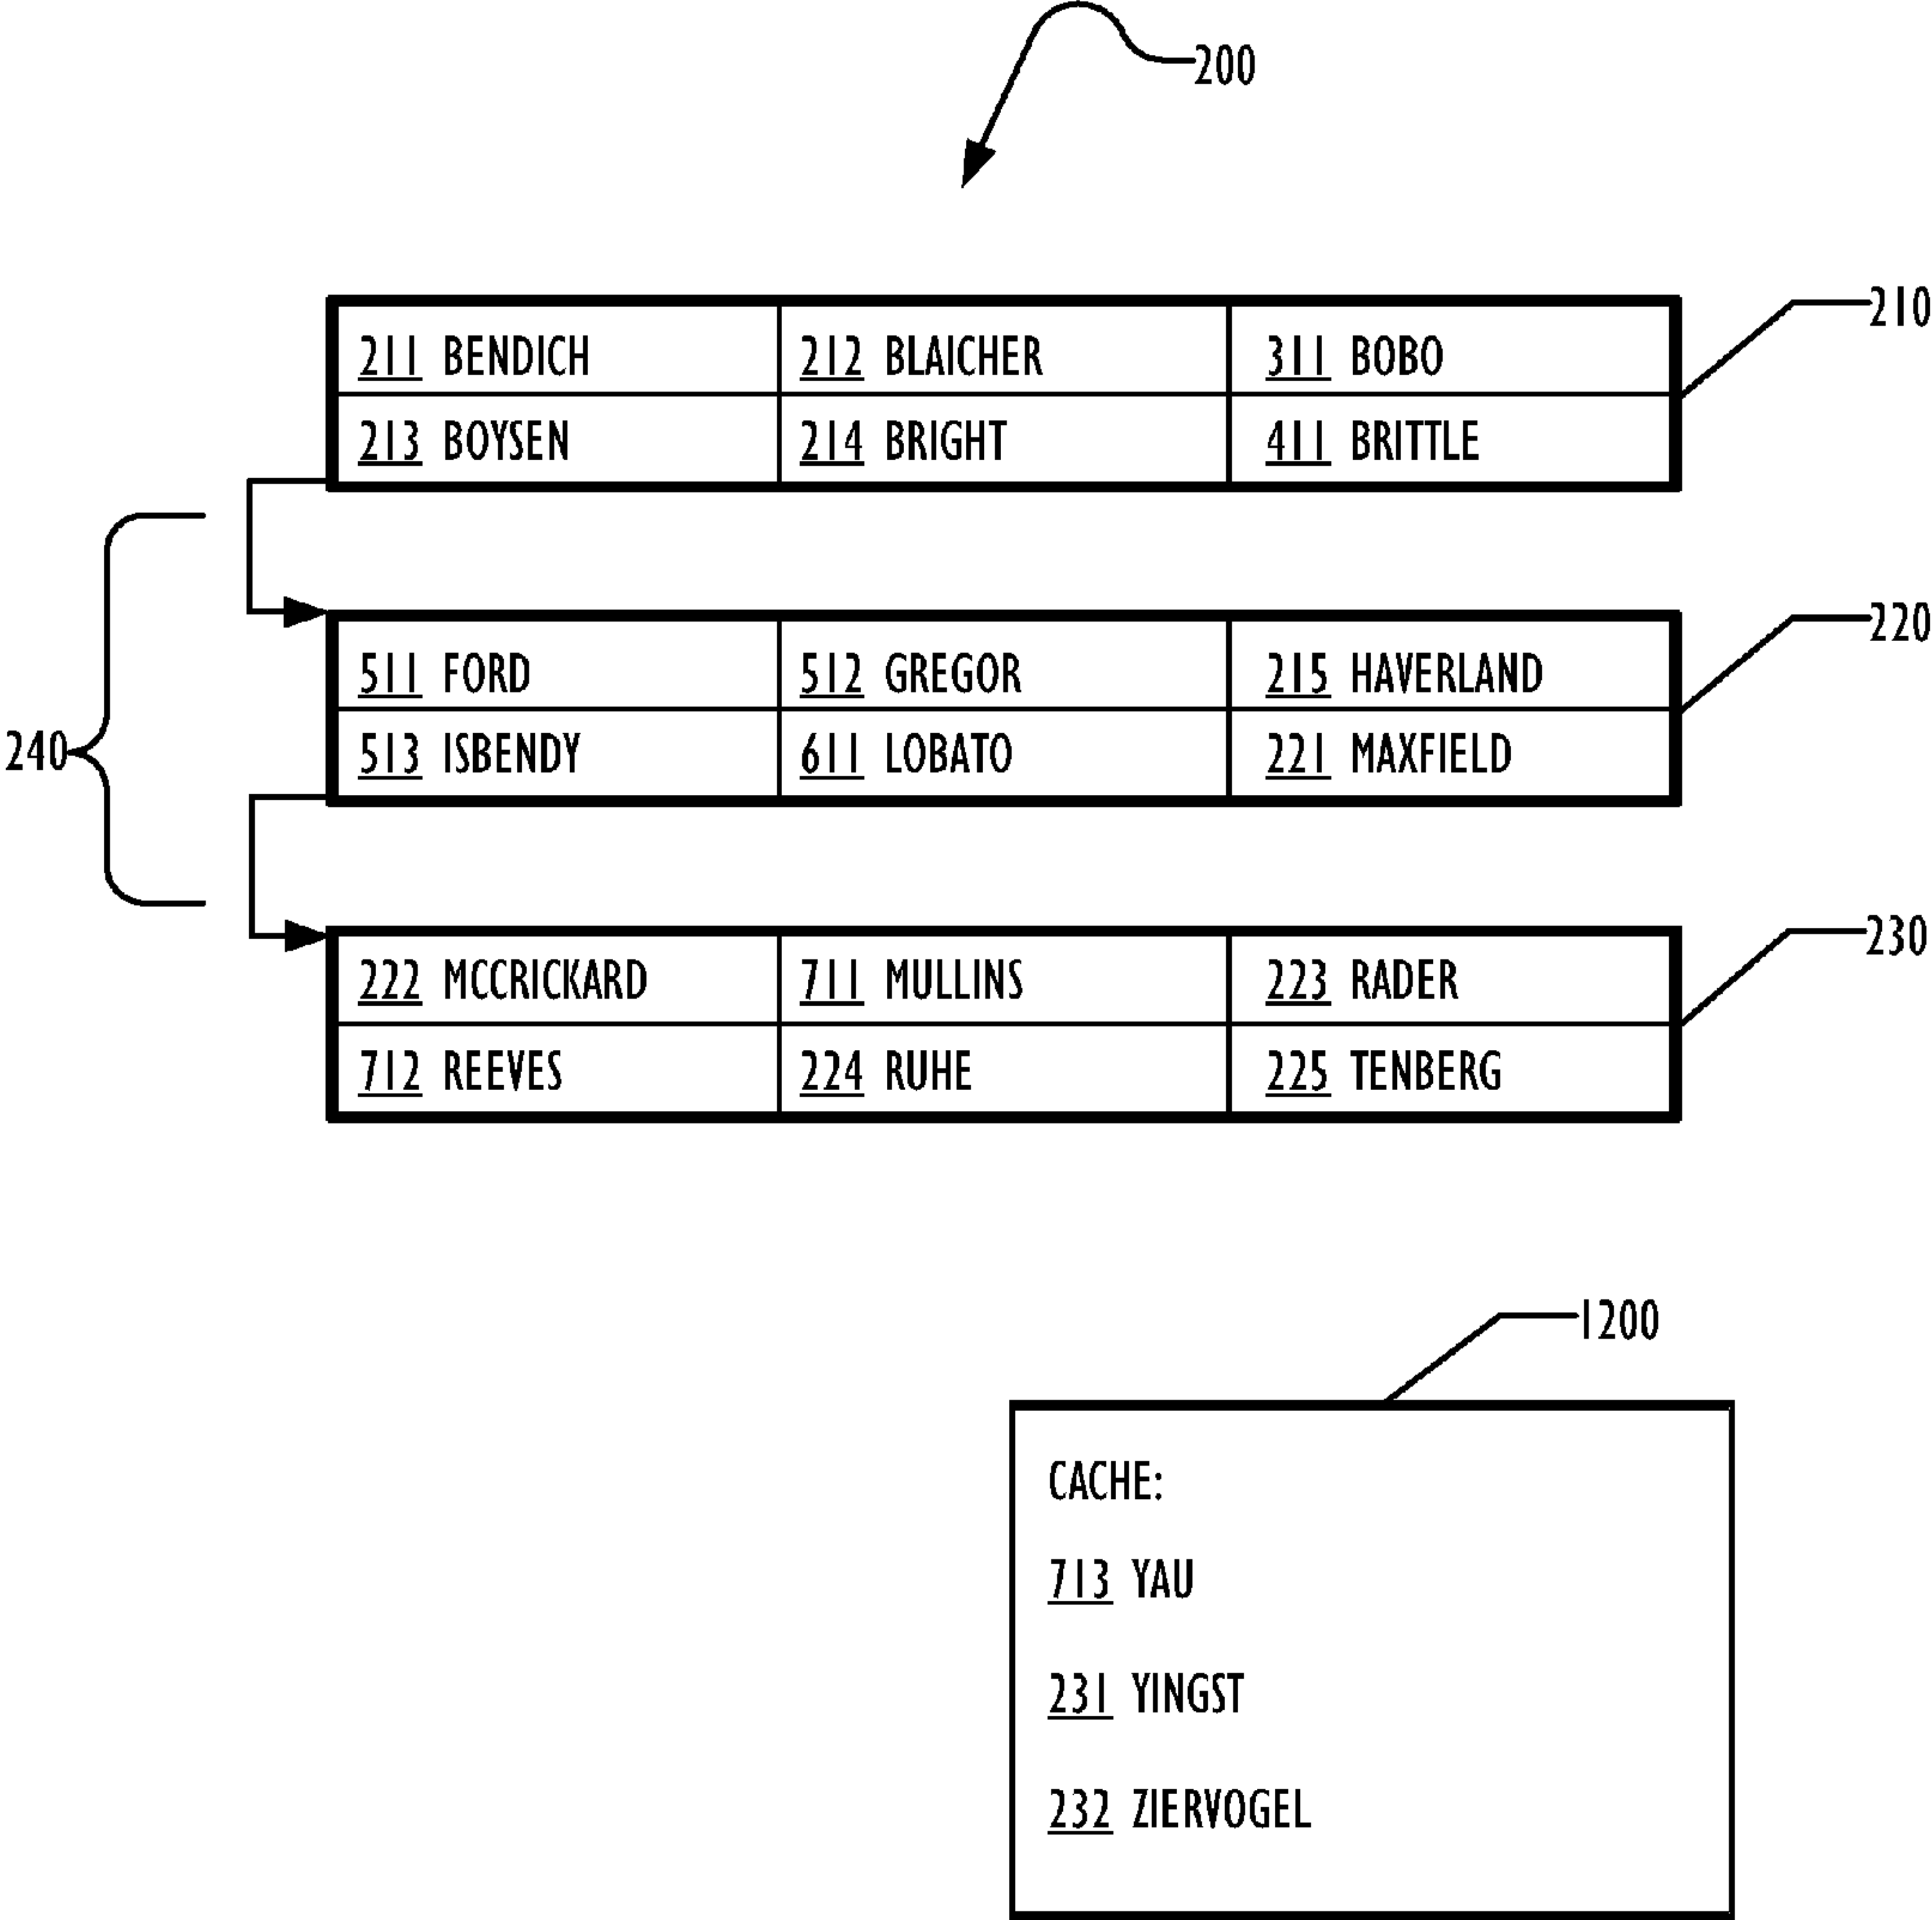 200
210
211 BENDICH 212 BLAICHER 311 BOBO
213 BOYSEN 214 BRIGHT 411 BRITTLE
220
511 FORD 512 GREGOR 215 HAVERLAND
240
513 ISBENDY 611 LOBATO 221 MAXFIELD
230
222 MCCRICKARD 711 MULLINS 223 RADER
712 REEVES 224 RUHE 225 TENBERG
1200
CACHE:
713 YAU
231 YINGST
232 ZIERVOGEL